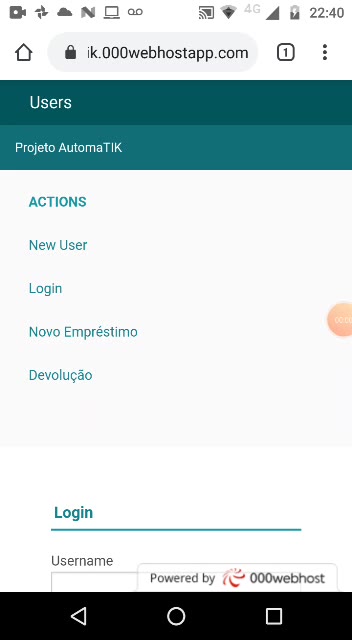 4G 22:40
ik.000webhostapp.com 1
Users
Projeto AutomaTIK
ACTIONS
New User
Login
Novo Empréstimo
Devolução
Login
Username
Powered by 000webhost